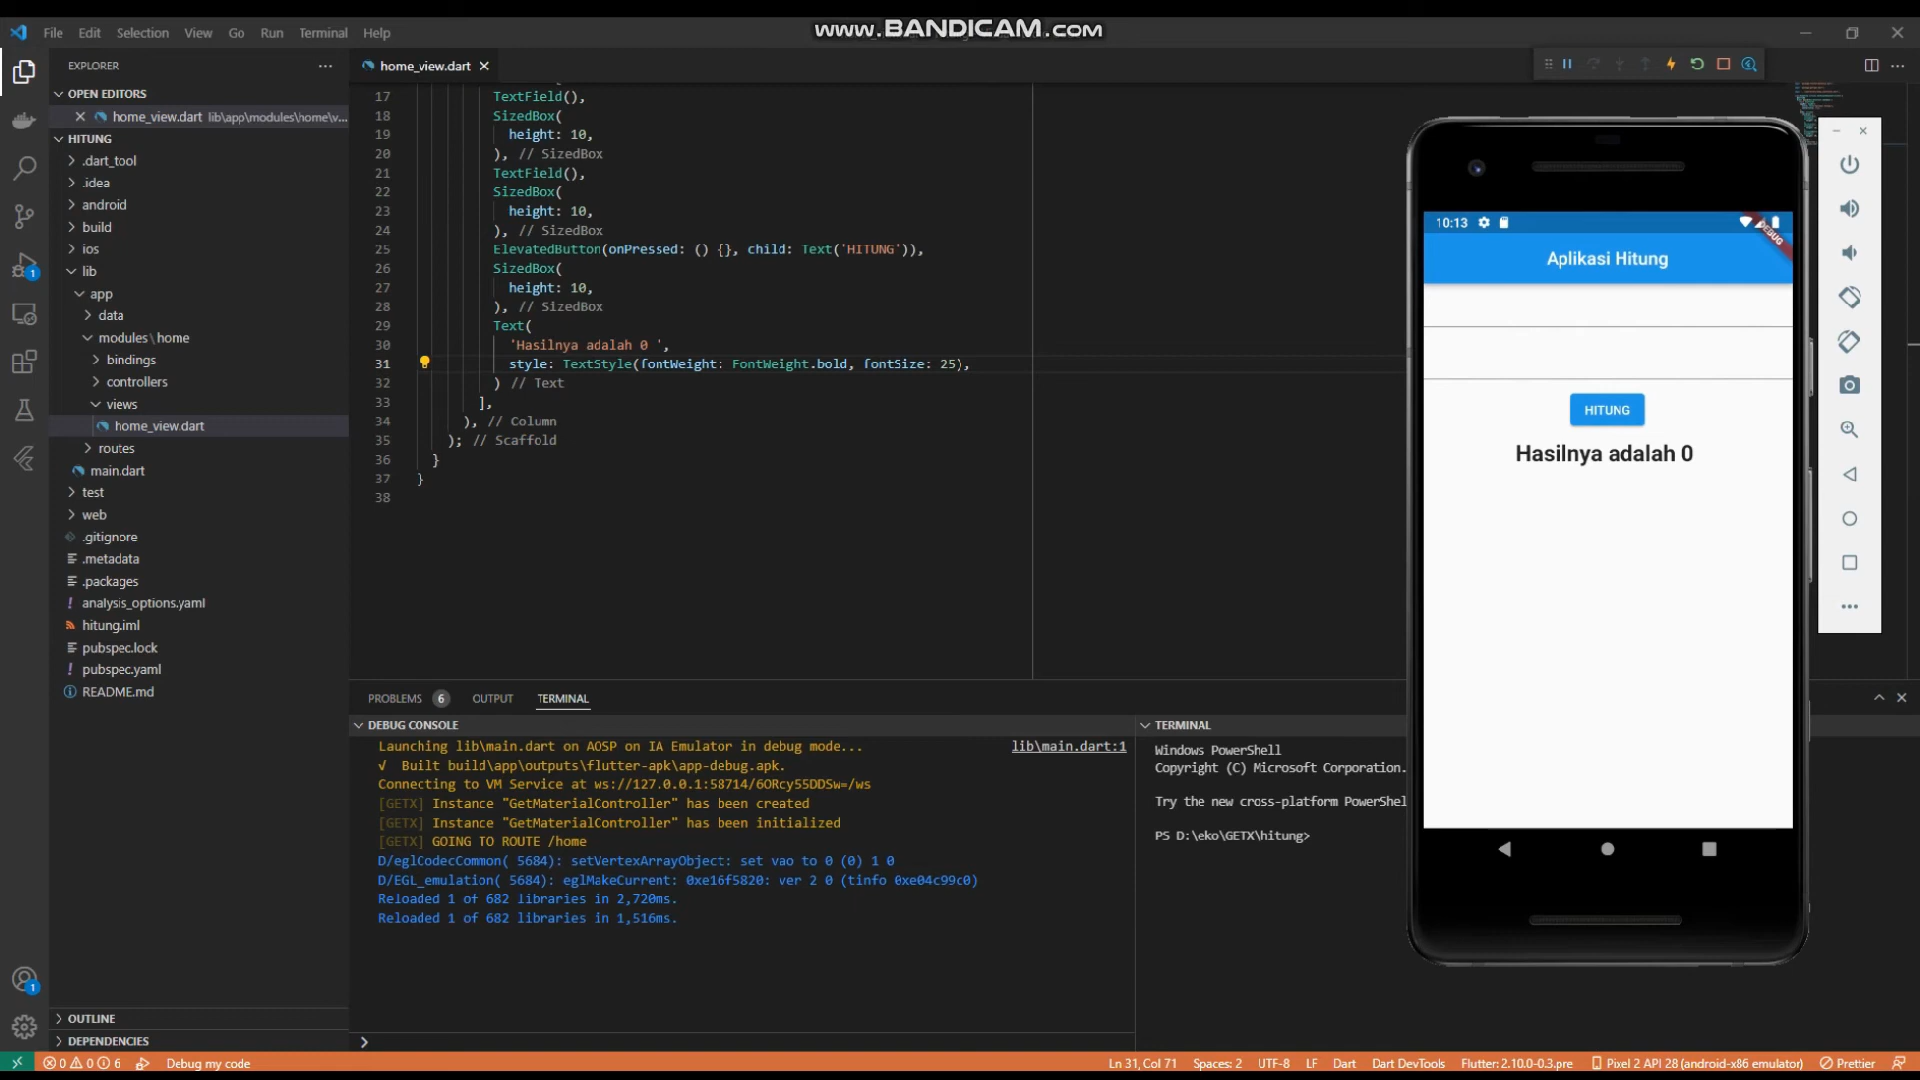 www.BANDICAM.com
File Edit Selection View Go Run Terminal Help
EXPLORER
OPEN EDITORS
home_view.dart lib\app\modules\home\v...
HITUNG
.dart_tool
.idea
android
build
ios
lib
app
data
modules\home
bindings
controllers
views
home_view.dart
routes
main.dart
test
web
.gitignore
.metadata
.packages
analysis_options.yaml
hitung.iml
pubspec.lock
pubspec.yaml
README.md
OUTLINE
DEPENDENCIES
home_view.dart
17 TextField(),
18 SizedBox(
19 height: 10,
20 ), // SizedBox
21 TextField(),
22 SizedBox(
23 height: 10,
24 ), // SizedBox
25 ElevatedButton(onPressed: () {}, child: Text('HITUNG')),
26 SizedBox(
27 height: 10,
28 ), // SizedBox
29 Text(
30 'Hasilnya adalah 0 ',
31 style: TextStyle(fontWeight: FontWeight.bold, fontSize: 25),
32 ) // Text
33 ],
34 ), // Column
35 ); // Scaffold
36 }
37 }
38
PROBLEMS 6 OUTPUT TERMINAL
DEBUG CONSOLE
Launching lib\main.dart on AOSP on IA Emulator in debug mode... lib\main.dart:1
√ Built build\app\outputs\flutter-apk\app-debug.apk.
Connecting to VM Service at ws://127.0.0.1:58714/6ORcy55DDSw=/ws
[GETX] Instance "GetMaterialController" has been created
[GETX] Instance "GetMaterialController" has been initialized
[GETX] GOING TO ROUTE /home
D/eglCodecCommon( 5684): setVertexArrayObject: set vao to 0 (0) 1 0
D/EGL_emulation( 5684): eglMakeCurrent: 0xe16f5820: ver 2 0 (tinfo 0xe04c99c0)
Reloaded 1 of 682 libraries in 2,720ms.
Reloaded 1 of 682 libraries in 1,516ms.
TERMINAL
Windows PowerShell
Copyright (C) Microsoft Corporation.
Try the new cross-platform PowerShel
PS D:\eko\GETX\hitung>
10:13
DEBUG
Aplikasi Hitung
HITUNG
Hasilnya adalah 0
1
1
0 0 6 Debug my code Ln 31, Col 71 Spaces: 2 UTF-8 LF Dart Dart DevTools Flutter: 2.10.0-0.3.pre Pixel 2 API 28 (android-x86 emulator) Prettier